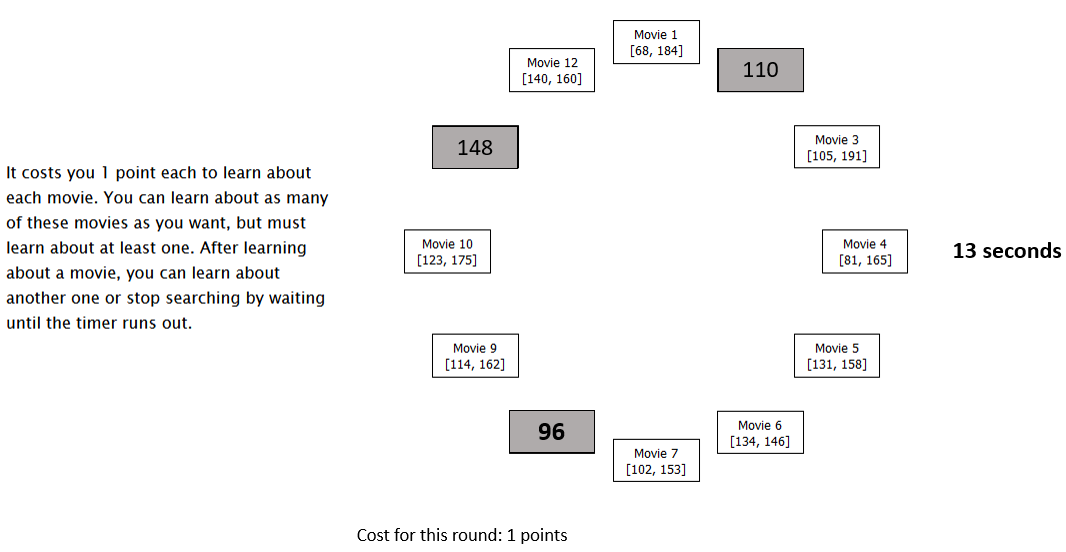 It costs you 1 point each to learn about
each movie. You can learn about as many
of these movies as you want, but must
learn about at least one. After learning
about a movie, you can learn about
another one or stop searching by waiting
until the timer runs out.
Movie 1
[68, 184]
110
Movie 3
[105, 191]
Movie 4
[81, 165]
Movie 5
[131, 158]
Movie 6
[134, 146]
Movie 7
[102, 153]
96
Movie 9
[114, 162]
Movie 10
[123, 175]
148
Movie 12
[140, 160]
13 seconds
Cost for this round: 1 points